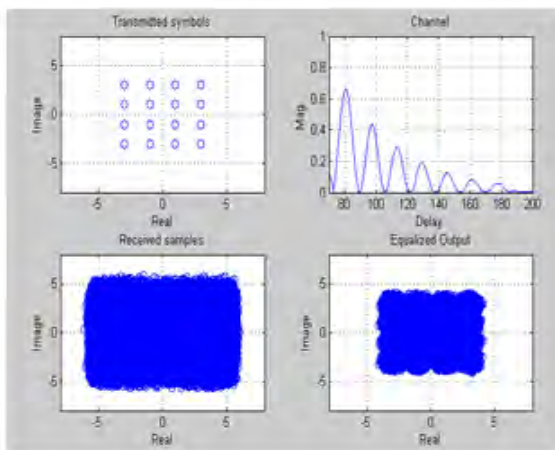 Transmitted symbols
Image
5
0
-5
-5
0
5
Real
Channel
Mag.
1
0.8
0.6
0.4
0.2
0
80
100
120
140
160
180
200
Delay
Received samples
Image
5
0
-5
-5
0
5
Real
Equalized Output
Image
5
0
-5
-5
0
5
Real